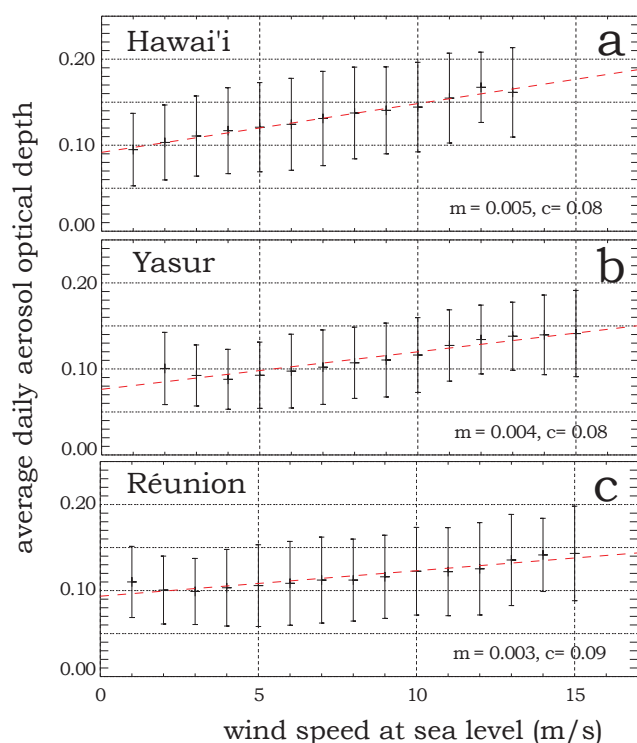 average daily aerosol optical depth
Hawai'i
a
0.20
0.10
0.00
m = 0.005, c= 0.08
Yasur
b
0.20
0.10
0.00
m = 0.004, c= 0.08
Réunion
c
0.20
0.10
0.00
m = 0.003, c= 0.09
0 5 10 15
wind speed at sea level (m/s)